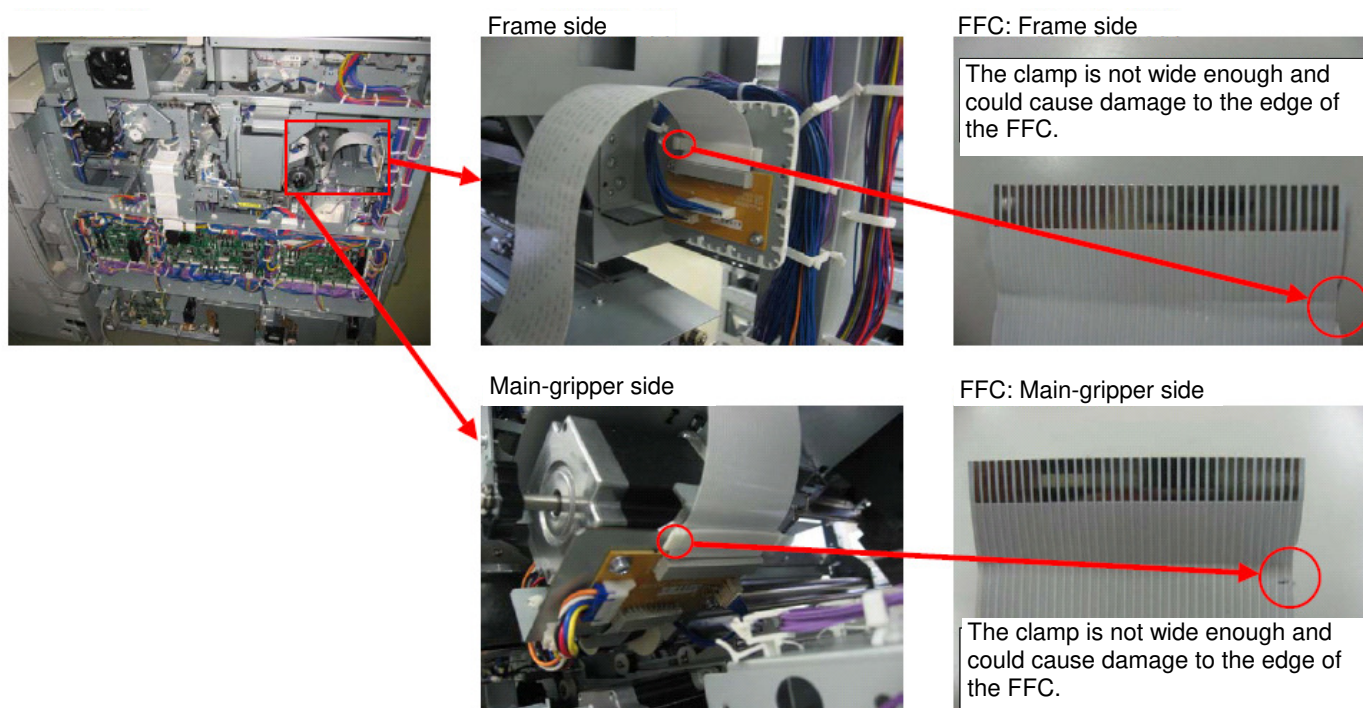 Frame side
FFC: Frame side
The clamp is not wide enough and
could cause damage to the edge of
the FFC.
Main-gripper side
FFC: Main-gripper side
The clamp is not wide enough and
could cause damage to the edge of
the FFC.